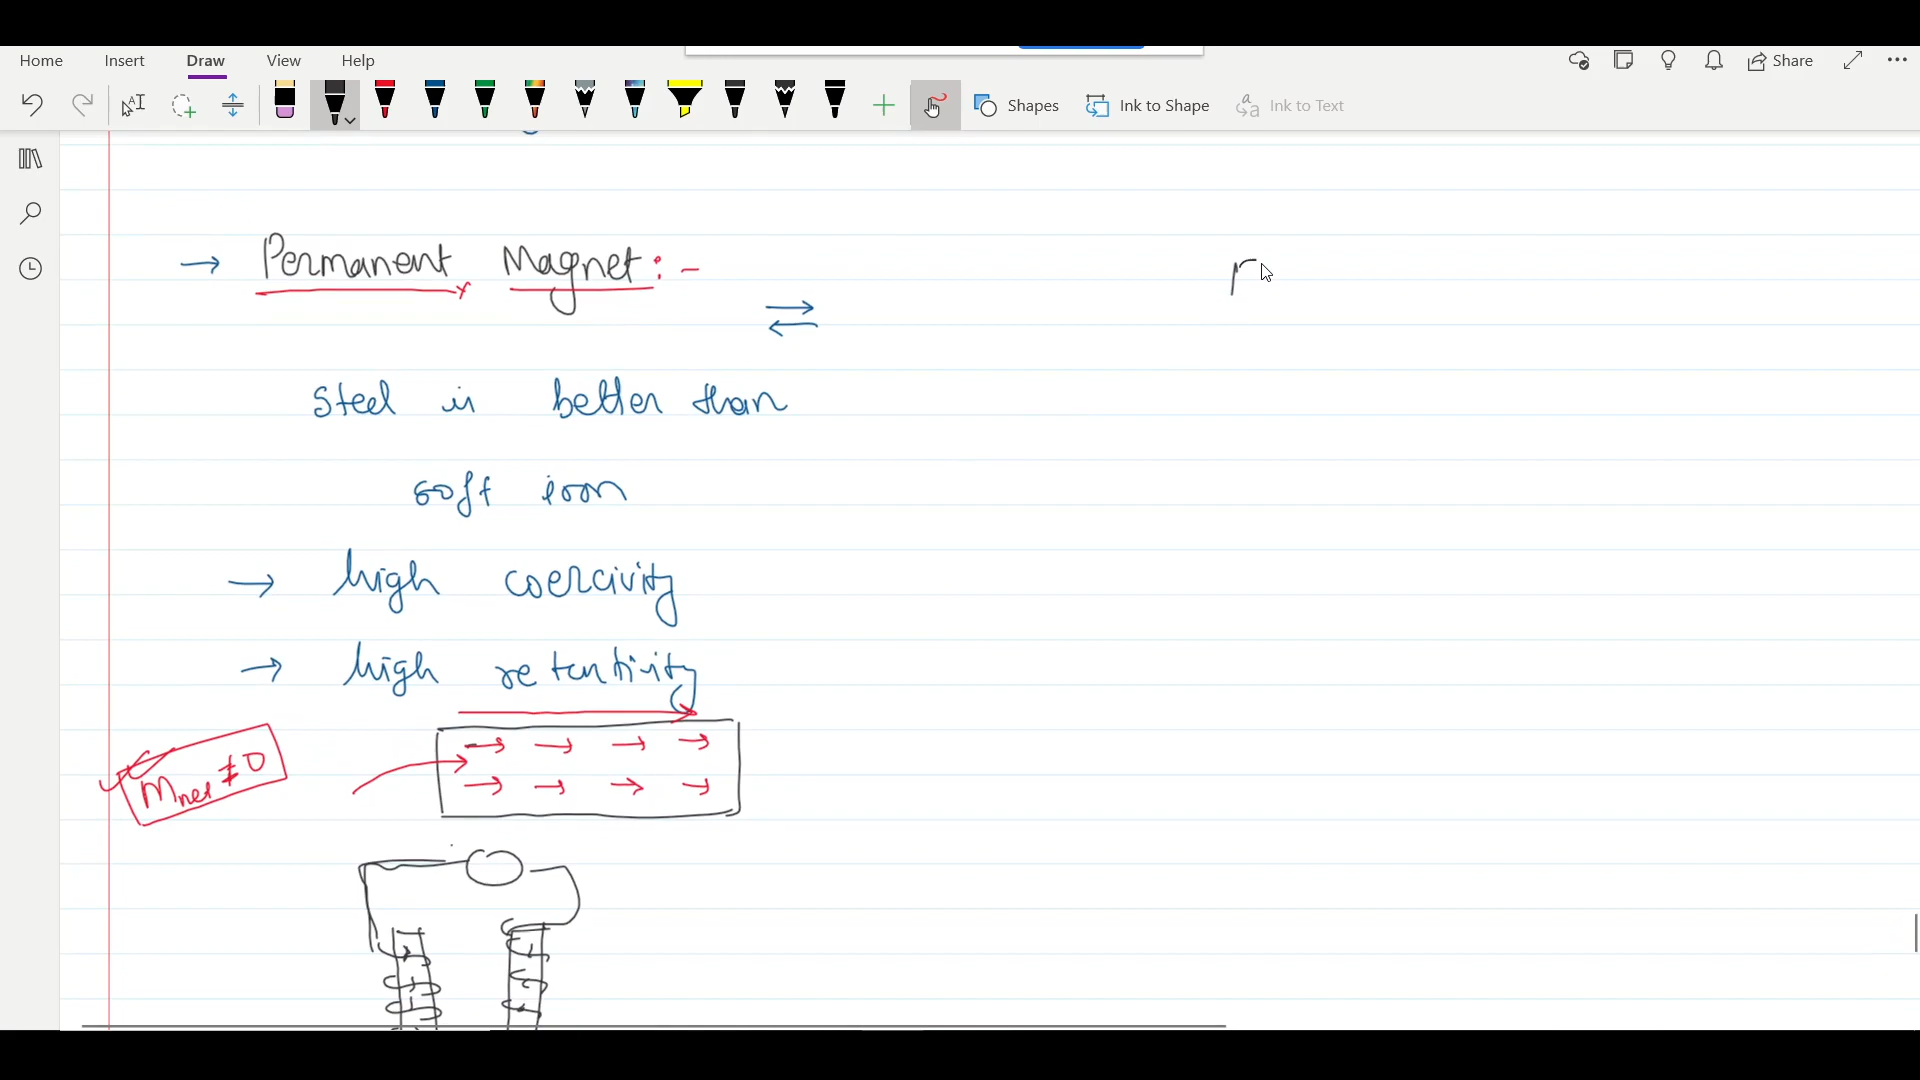 Home Insert Draw View Help Share
Shapes Ink to Shape Ink to Text
→ Permanent Magnet :-
Steel is better than
soft iron
→ high coercivity
→ high retentivity
Mnet ≠ 0